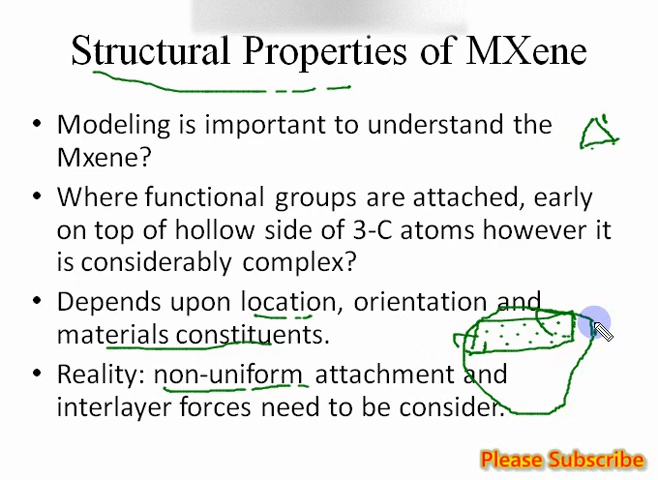 Structural Properties of MXene
• Modeling is important to understand the
Mxene?
• Where functional groups are attached, early
on top of hollow side of 3-C atoms however it
is considerably complex?
• Depends upon location, orientation and
materials constituents.
• Reality: non-uniform attachment and
interlayer forces need to be consider.
Please Subscribe